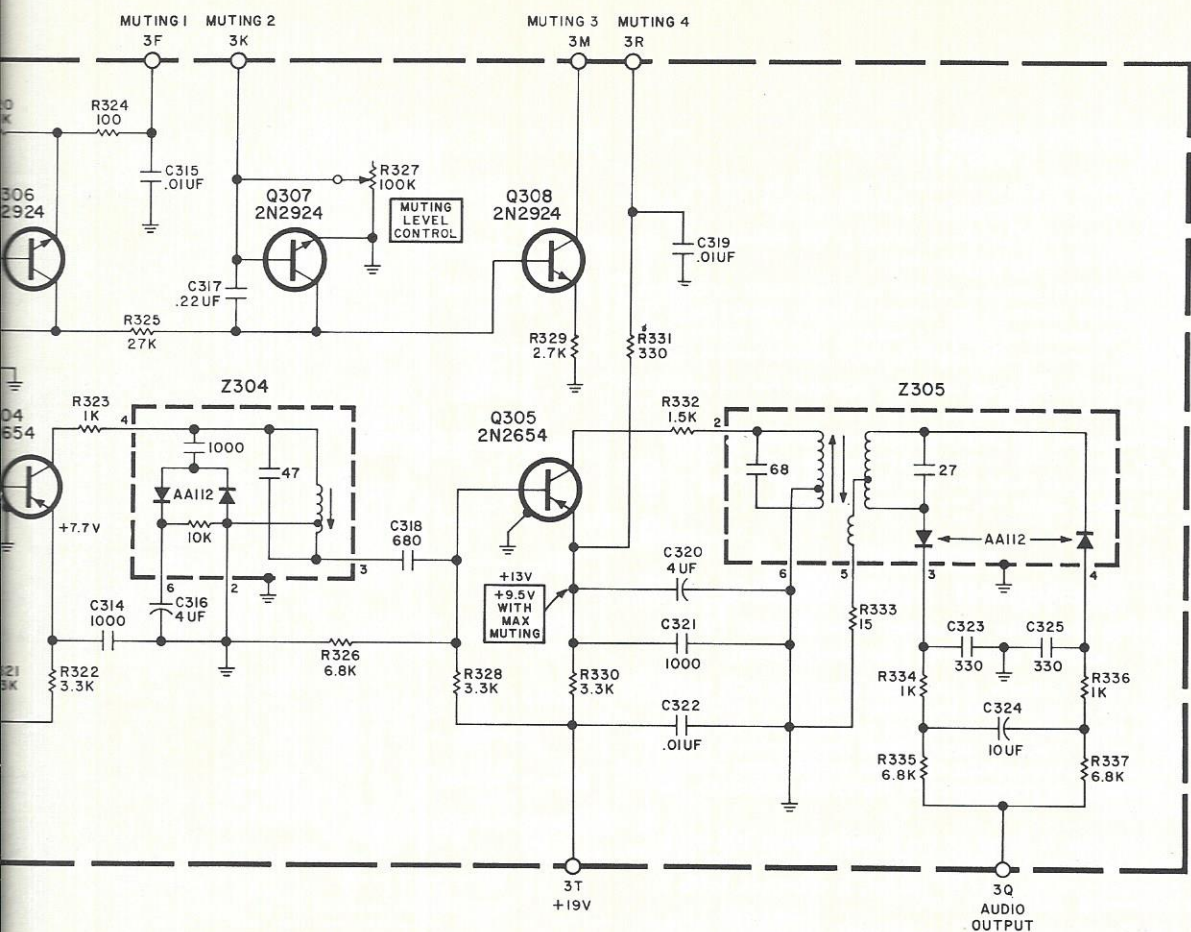 MUTING 1 MUTING 2 MUTING 3 MUTING 4
3F 3K 3M 3R
R324
100
C315
.01UF
R327
100K
MUTING
LEVEL
CONTROL
306
2924
Q307
2N2924
Q308
2N2924
C319
.01UF
C317
.22UF
R325
27K
R329
2.7K
R331
330
Z304
R323
1K
4
1000
47
AA112
10K
3
6
2
04
654
+7.7V
C318
680
Q305
2N2654
R332
1.5K
Z305
2
68
27
AA112
6
5
3
4
+13V
+9.5V
WITH
MAX
MUTING
C320
4UF
C321
1000
C322
.01UF
C314
1000
C316
4UF
R322
3.3K
R326
6.8K
R328
3.3K
R330
3.3K
R333
15
C323
330
C325
330
R334
1K
R336
1K
C324
10UF
R335
6.8K
R337
6.8K
3T
+19V
3Q
AUDIO
OUTPUT